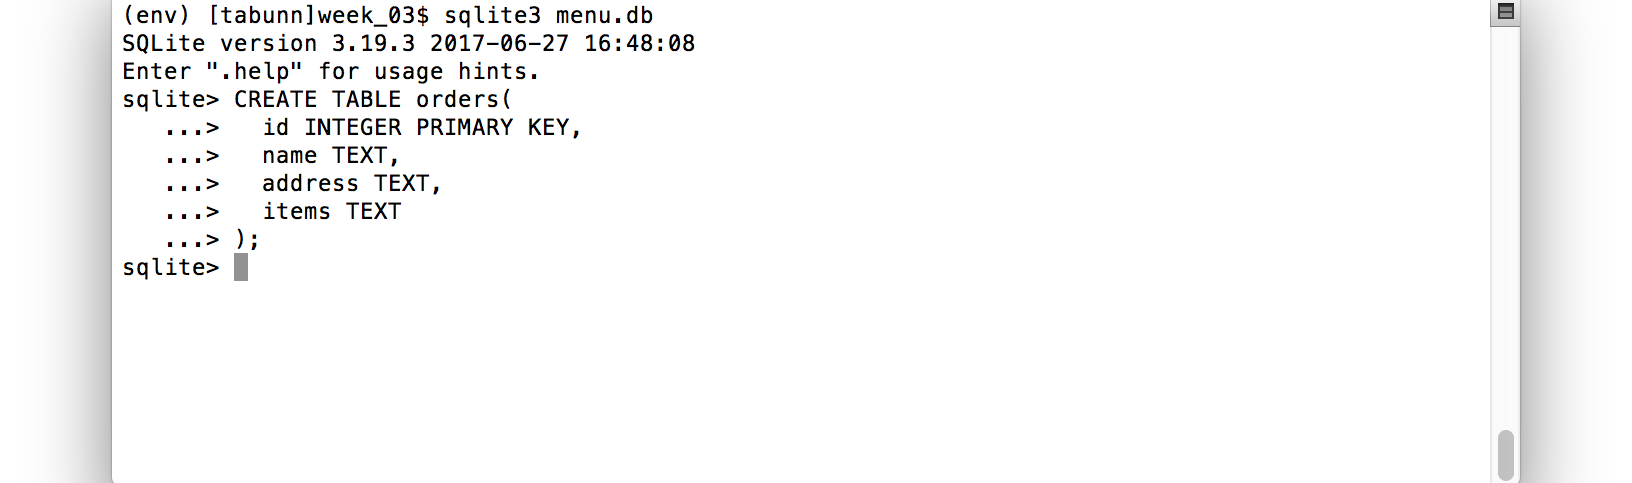 (env) [tabunn]week_03$ sqlite3 menu.db
SQLite version 3.19.3 2017-06-27 16:48:08
Enter ".help" for usage hints.
sqlite> CREATE TABLE orders(
   ...>   id INTEGER PRIMARY KEY,
   ...>   name TEXT,
   ...>   address TEXT,
   ...>   items TEXT
   ...> );
sqlite>